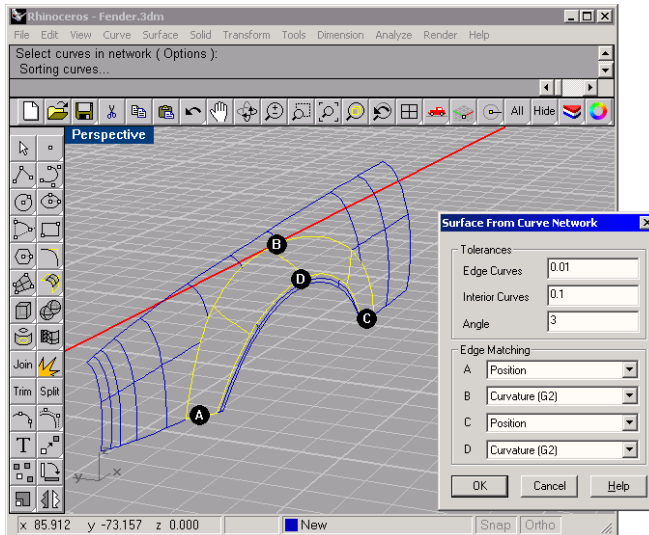 Rhinoceros - Fender.3dm
File Edit View Curve Surface Solid Transform Tools Dimension Analyze Render Help
Select curves in network ( Options ):
Sorting curves...
All Hide
Perspective
Join
Trim Split
T
B
D
C
A
y x
Surface From Curve Network
Tolerances
Edge Curves 0.01
Interior Curves 0.1
Angle 3
Edge Matching
A Position
B Curvature (G2)
C Position
D Curvature (G2)
OK Cancel Help
x 85.912 y -73.157 z 0.000 New Snap Ortho